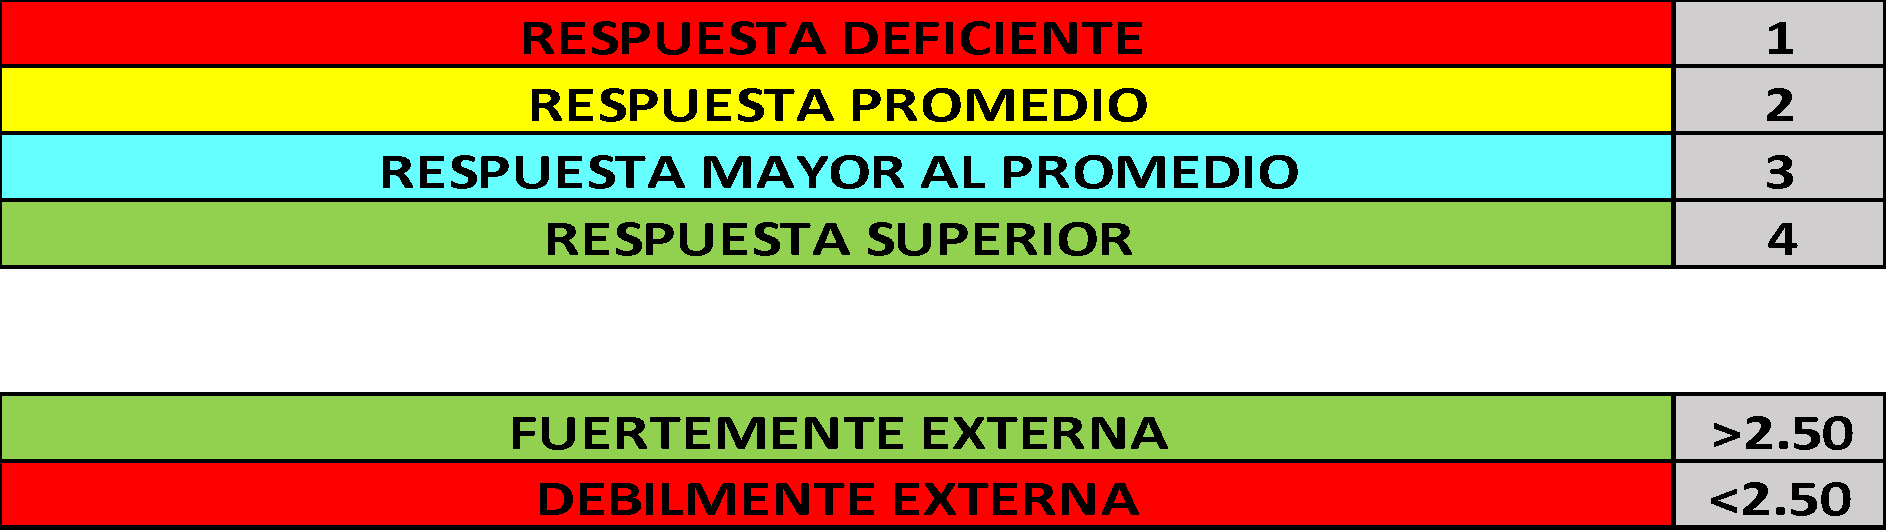 RESPUESTA DEFICIENTE 1
RESPUESTA PROMEDIO 2
RESPUESTA MAYOR AL PROMEDIO 3
RESPUESTA SUPERIOR 4
FUERTEMENTE EXTERNA >2.50
DEBILMENTE EXTERNA <2.50